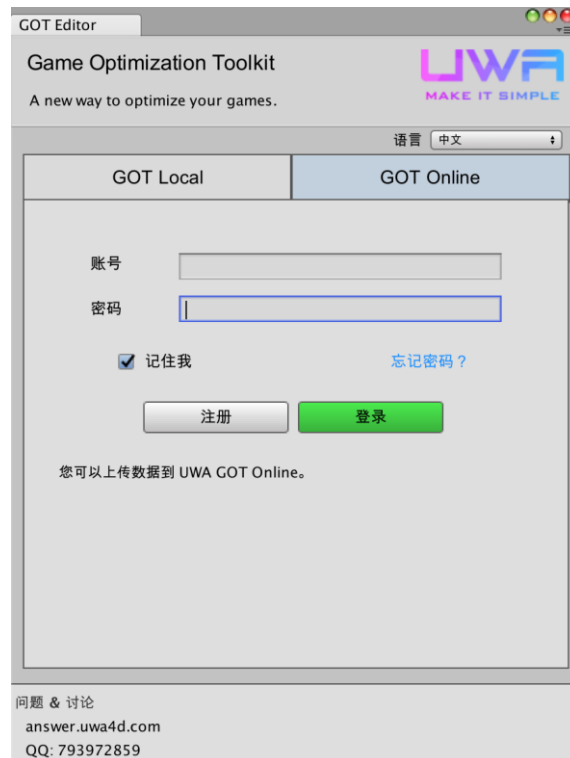 GOT Editor
Game Optimization Toolkit
A new way to optimize your games.
UWA
MAKE IT SIMPLE
语言 中文
GOT Local GOT Online
账号
密码
记住我 忘记密码？
注册 登录
您可以上传数据到 UWA GOT Online。
问题 & 讨论
answer.uwa4d.com
QQ: 793972859